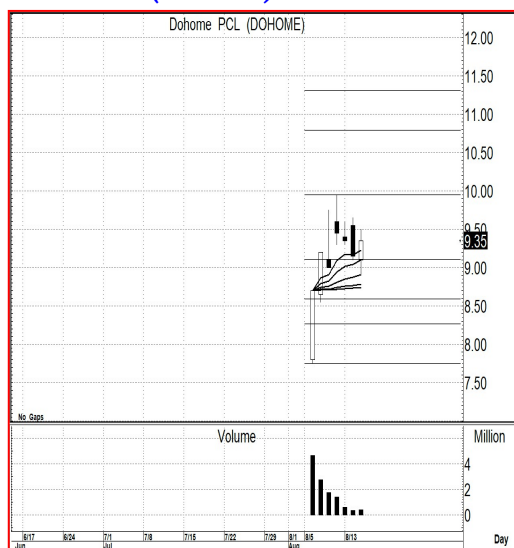 Dohome PCL (DOHOME)
12.00
11.50
11.00
10.50
10.00
9.50
9.35
9.00
8.50
8.00
7.50
No Gaps
Volume
Million
4
2
0
6/17 6/24 7/1 7/8 7/15 7/22 7/29 8/1 8/5 8/13
Jun Jul Aug
Day